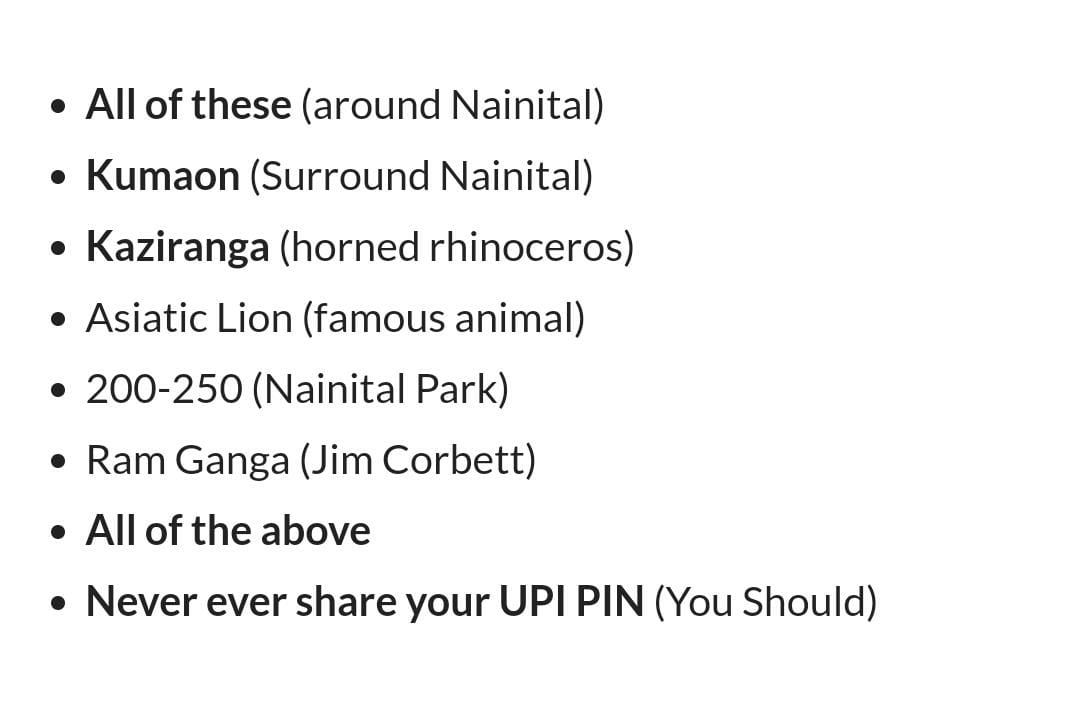 • All of these (around Nainital)
• Kumaon (Surround Nainital)
• Kaziranga (horned rhinoceros)
• Asiatic Lion (famous animal)
• 200-250 (Nainital Park)
• Ram Ganga (Jim Corbett)
• All of the above
• Never ever share your UPI PIN (You Should)